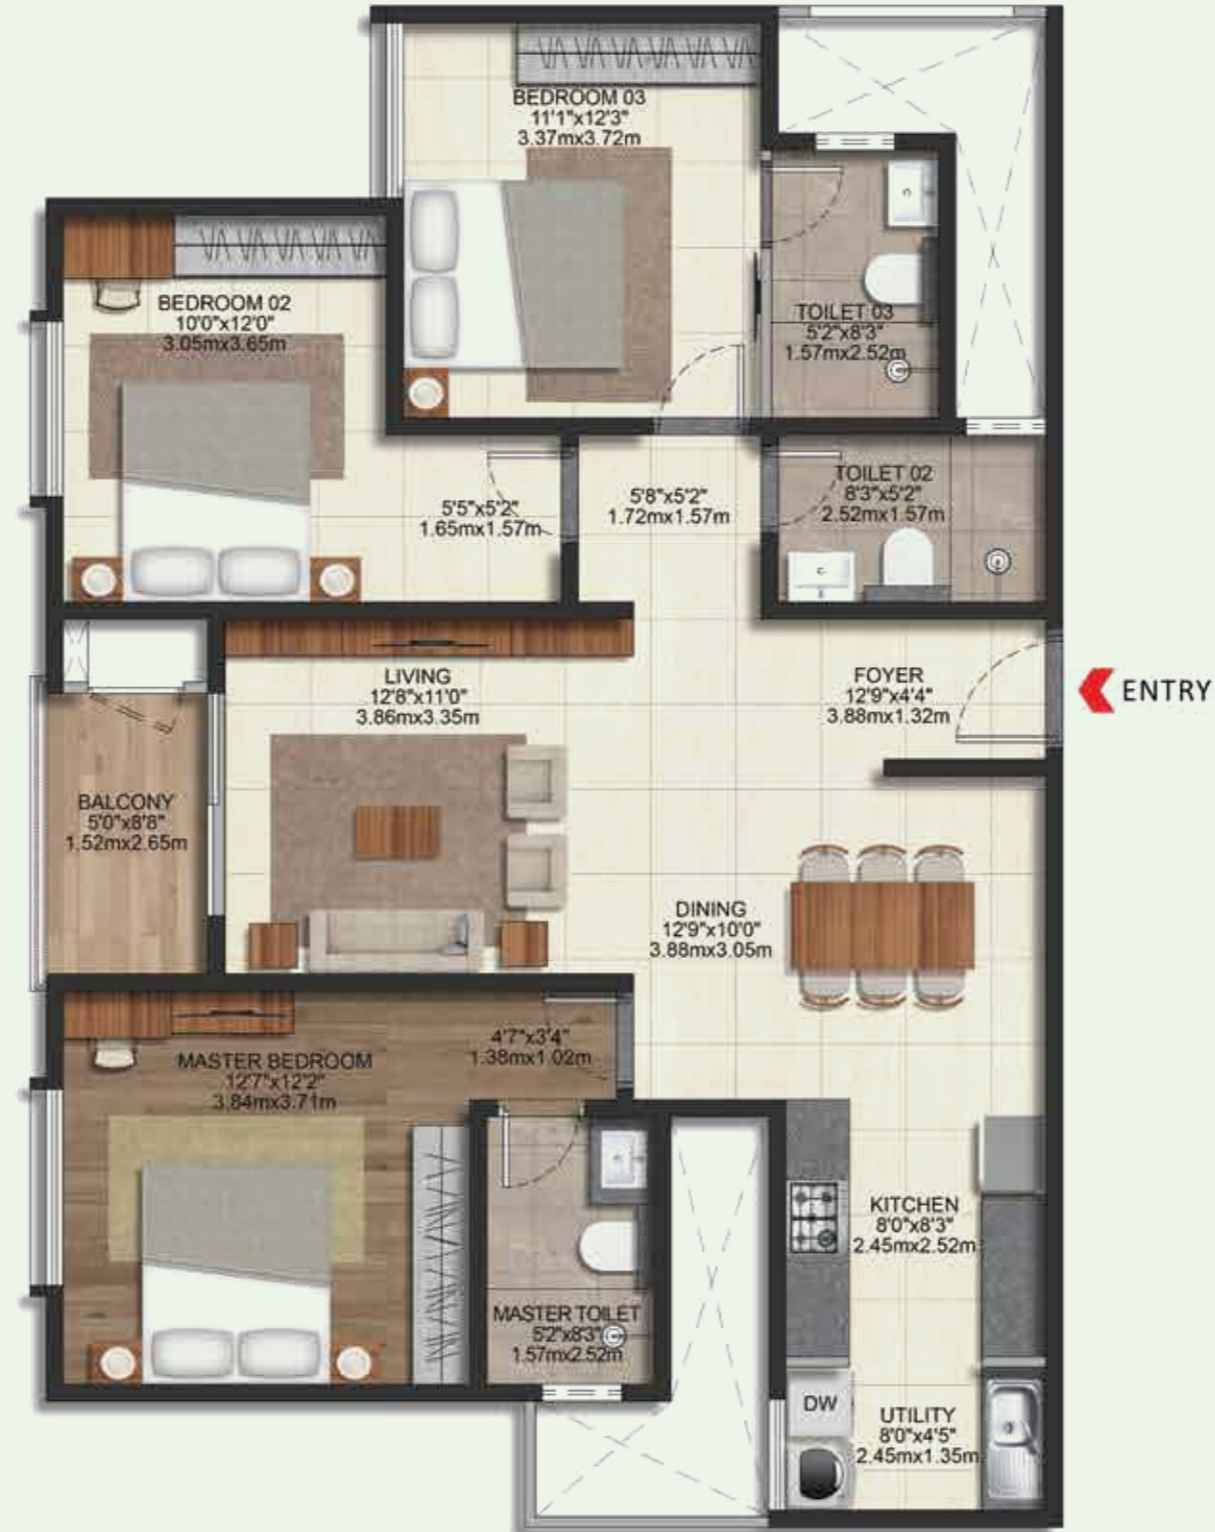 BEDROOM 03
11'1"x12'3"
3.37mx3.72m
BEDROOM 02
10'0"x12'0"
3.05mx3.65m
TOILET 03
5'2"x8'3"
1.57mx2.52m
5'5"x5'2"
1.65mx1.57m
5'8"x5'2"
1.72mx1.57m
TOILET 02
8'3"x5'2"
2.52mx1.57m
LIVING
12'8"x11'0"
3.86mx3.35m
FOYER
12'9"x4'4"
3.88mx1.32m
ENTRY
BALCONY
5'0"x8'8"
1.52mx2.65m
DINING
12'9"x10'0"
3.88mx3.05m
MASTER BEDROOM
12'7"x12'2"
3.84mx3.71m
4'7"x3'4"
1.38mx1.02m
KITCHEN
8'0"x8'3"
2.45mx2.52m
MASTER TOILET
5'2"x8'3"
1.57mx2.52m
DW
UTILITY
8'0"x4'5"
2.45mx1.35m